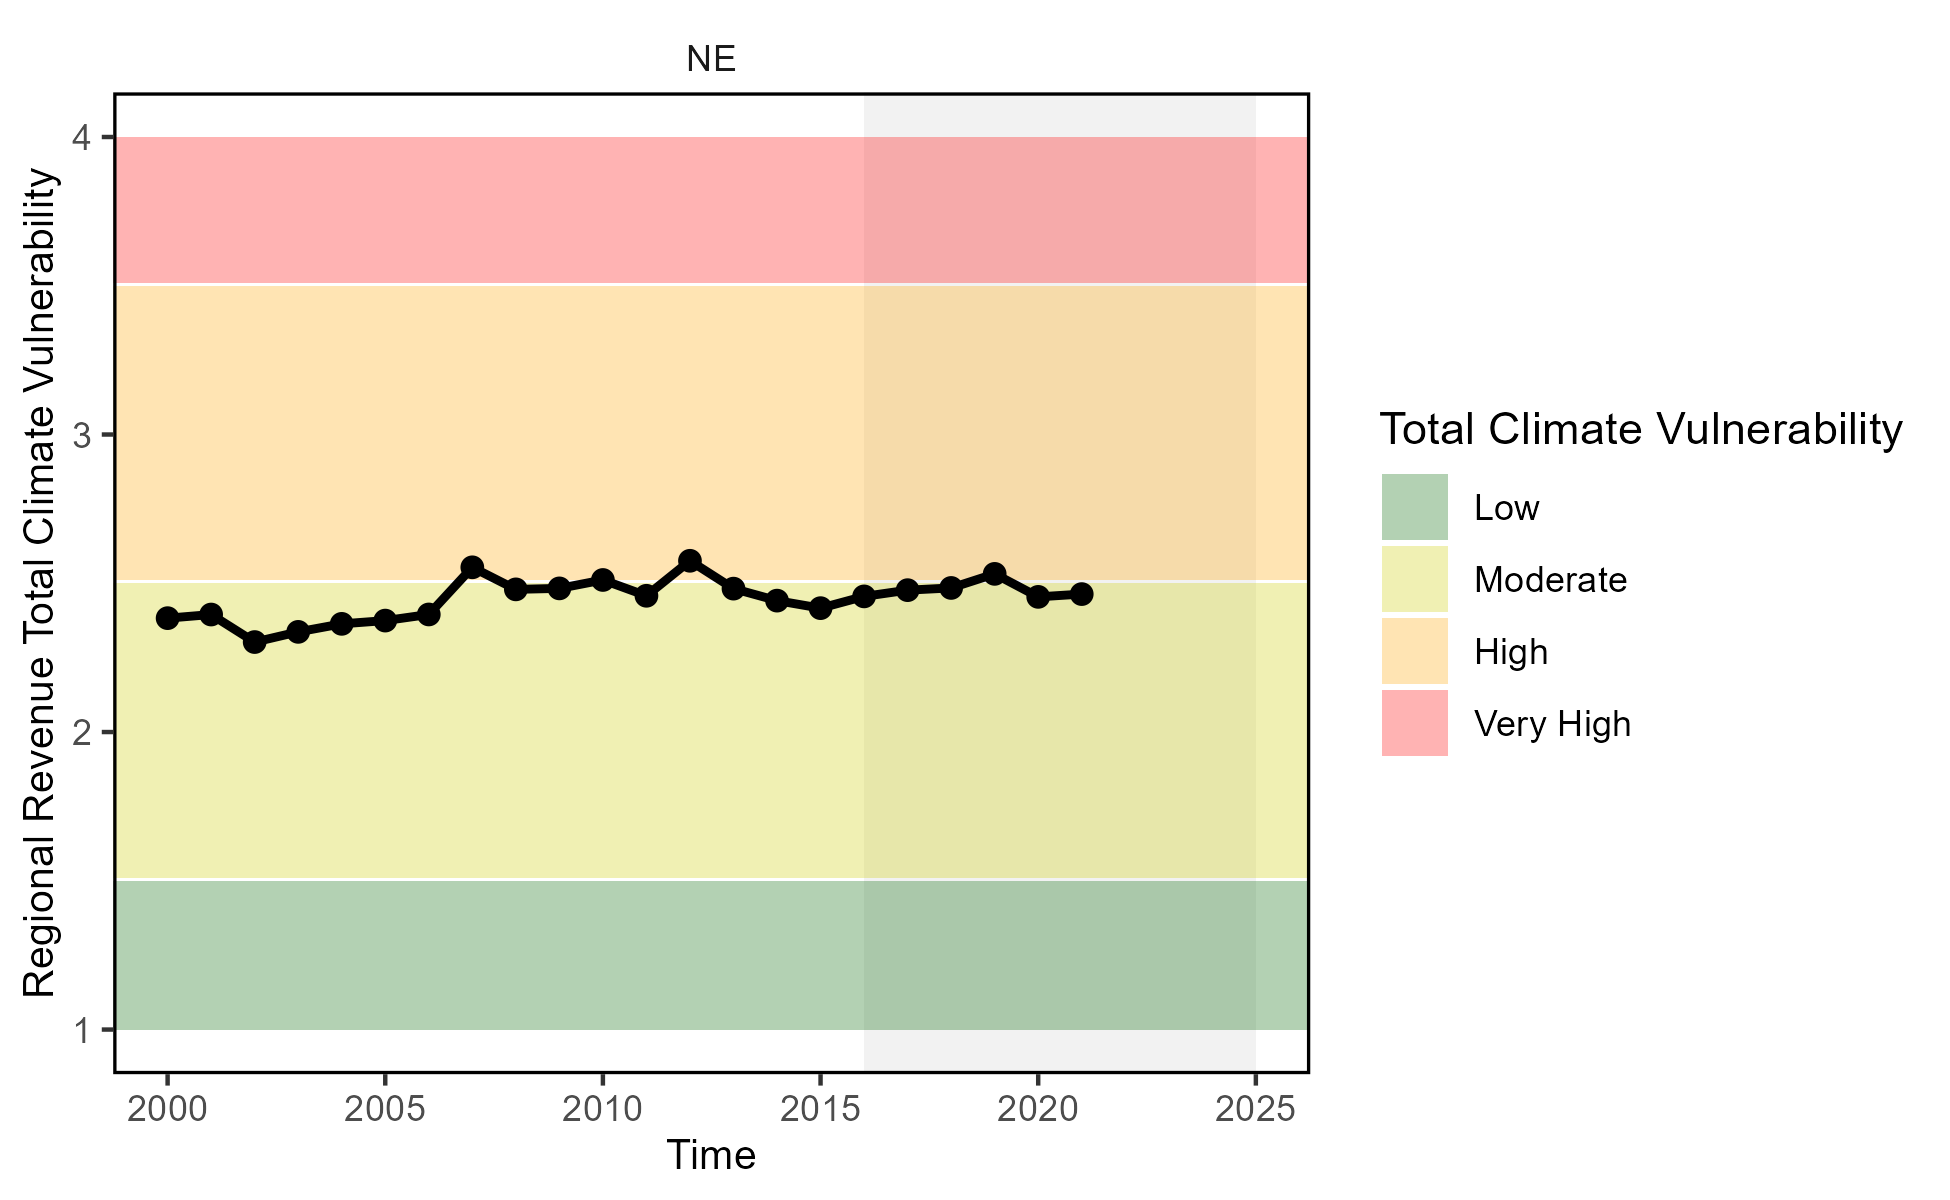 NE
Regional Revenue Total Climate Vulnerability
4
3
2
1
2000
2005
2010
2015
2020
2025
Time
Total Climate Vulnerability
Low
Moderate
High
Very High